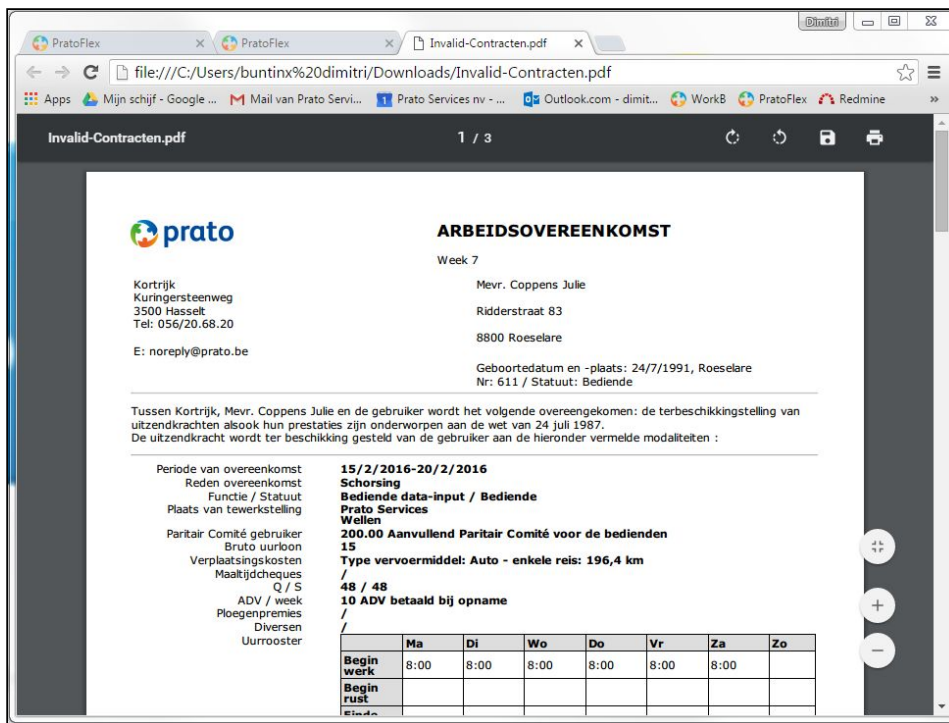 Dimitri
PratoFlex
PratoFlex
Invalid-Contracten.pdf
file:///C:/Users/buntinx%20dimitri/Downloads/Invalid-Contracten.pdf
Apps Mijn schijf - Google ... Mail van Prato Servi... 1 Prato Services nv - ... Outlook.com - dimit... WorkB PratoFlex Redmine »
Invalid-Contracten.pdf 1 / 3
prato
ARBEIDSOVEREENKOMST
Week 7
Kortrijk
Kuringersteenweg
3500 Hasselt
Tel: 056/20.68.20
E: noreply@prato.be
Mevr. Coppens Julie
Ridderstraat 83
8800 Roeselare
Geboortedatum en -plaats: 24/7/1991, Roeselare
Nr: 611 / Statuut: Bediende
Tussen Kortrijk, Mevr. Coppens Julie en de gebruiker wordt het volgende overeengekomen: de terbeschikkingstelling van
uitzendkrachten alsook hun prestaties zijn onderworpen aan de wet van 24 juli 1987.
De uitzendkracht wordt ter beschikking gesteld van de gebruiker aan de hieronder vermelde modaliteiten :
Periode van overeenkomst 15/2/2016-20/2/2016
Reden overeenkomst Schorsing
Functie / Statuut Bediende data-input / Bediende
Plaats van tewerkstelling Prato Services
Wellen
Paritair Comité gebruiker 200.00 Aanvullend Paritair Comité voor de bedienden
Bruto uurloon 15
Verplaatsingskosten Type vervoermiddel: Auto - enkele reis: 196,4 km
Maaltijdcheques /
Q / S 48 / 48
ADV / week 10 ADV betaald bij opname
Ploegenpremies /
Diversen /
Uurrooster
Ma Di Wo Do Vr Za Zo
Begin
werk 8:00 8:00 8:00 8:00 8:00 8:00
Begin
rust
Einde